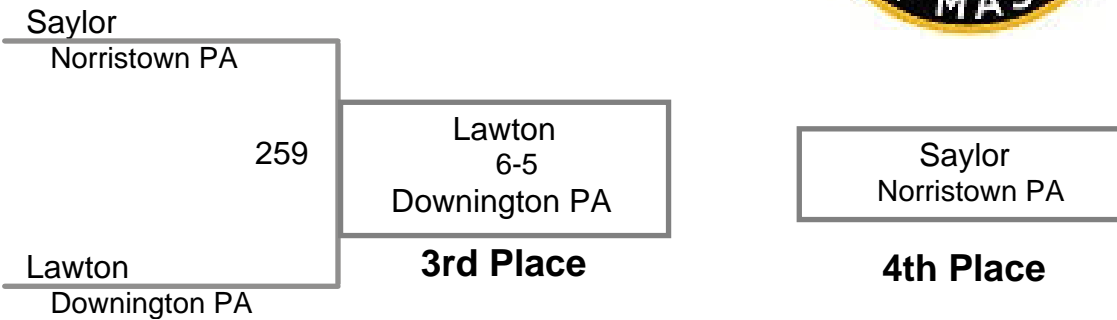 MAS
Saylor
Norristown PA
259
Lawton
6-5
Downington PA
3rd Place
Saylor
Norristown PA
4th Place
Lawton
Downington PA